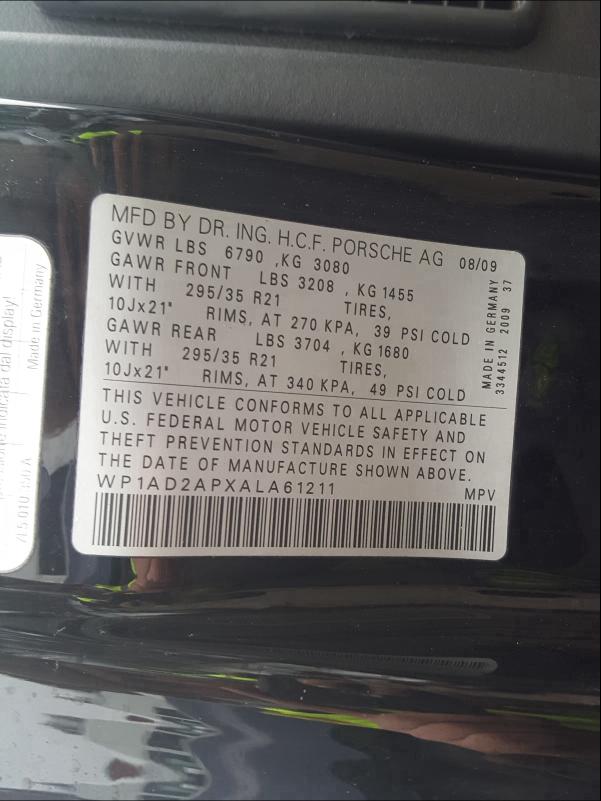 MFD BY DR. ING. H.C.F. PORSCHE AG 08/09
GVWR LBS 6790 ,KG 3080
GAWR FRONT LBS 3208 , KG 1455
WITH 295/35 R21 TIRES,
10Jx21" RIMS, AT 270 KPA, 39 PSI COLD
GAWR REAR LBS 3704 , KG 1680
WITH 295/35 R21 TIRES,
10Jx21" RIMS, AT 340 KPA, 49 PSI COLD
MADE IN GERMANY
3344512 2009 37
THIS VEHICLE CONFORMS TO ALL APPLICABLE
U.S. FEDERAL MOTOR VEHICLE SAFETY AND
THEFT PREVENTION STANDARDS IN EFFECT ON
THE DATE OF MANUFACTURE SHOWN ABOVE.
WP1AD2APXALA61211 MPV
indicata dal display!
Made in Germany